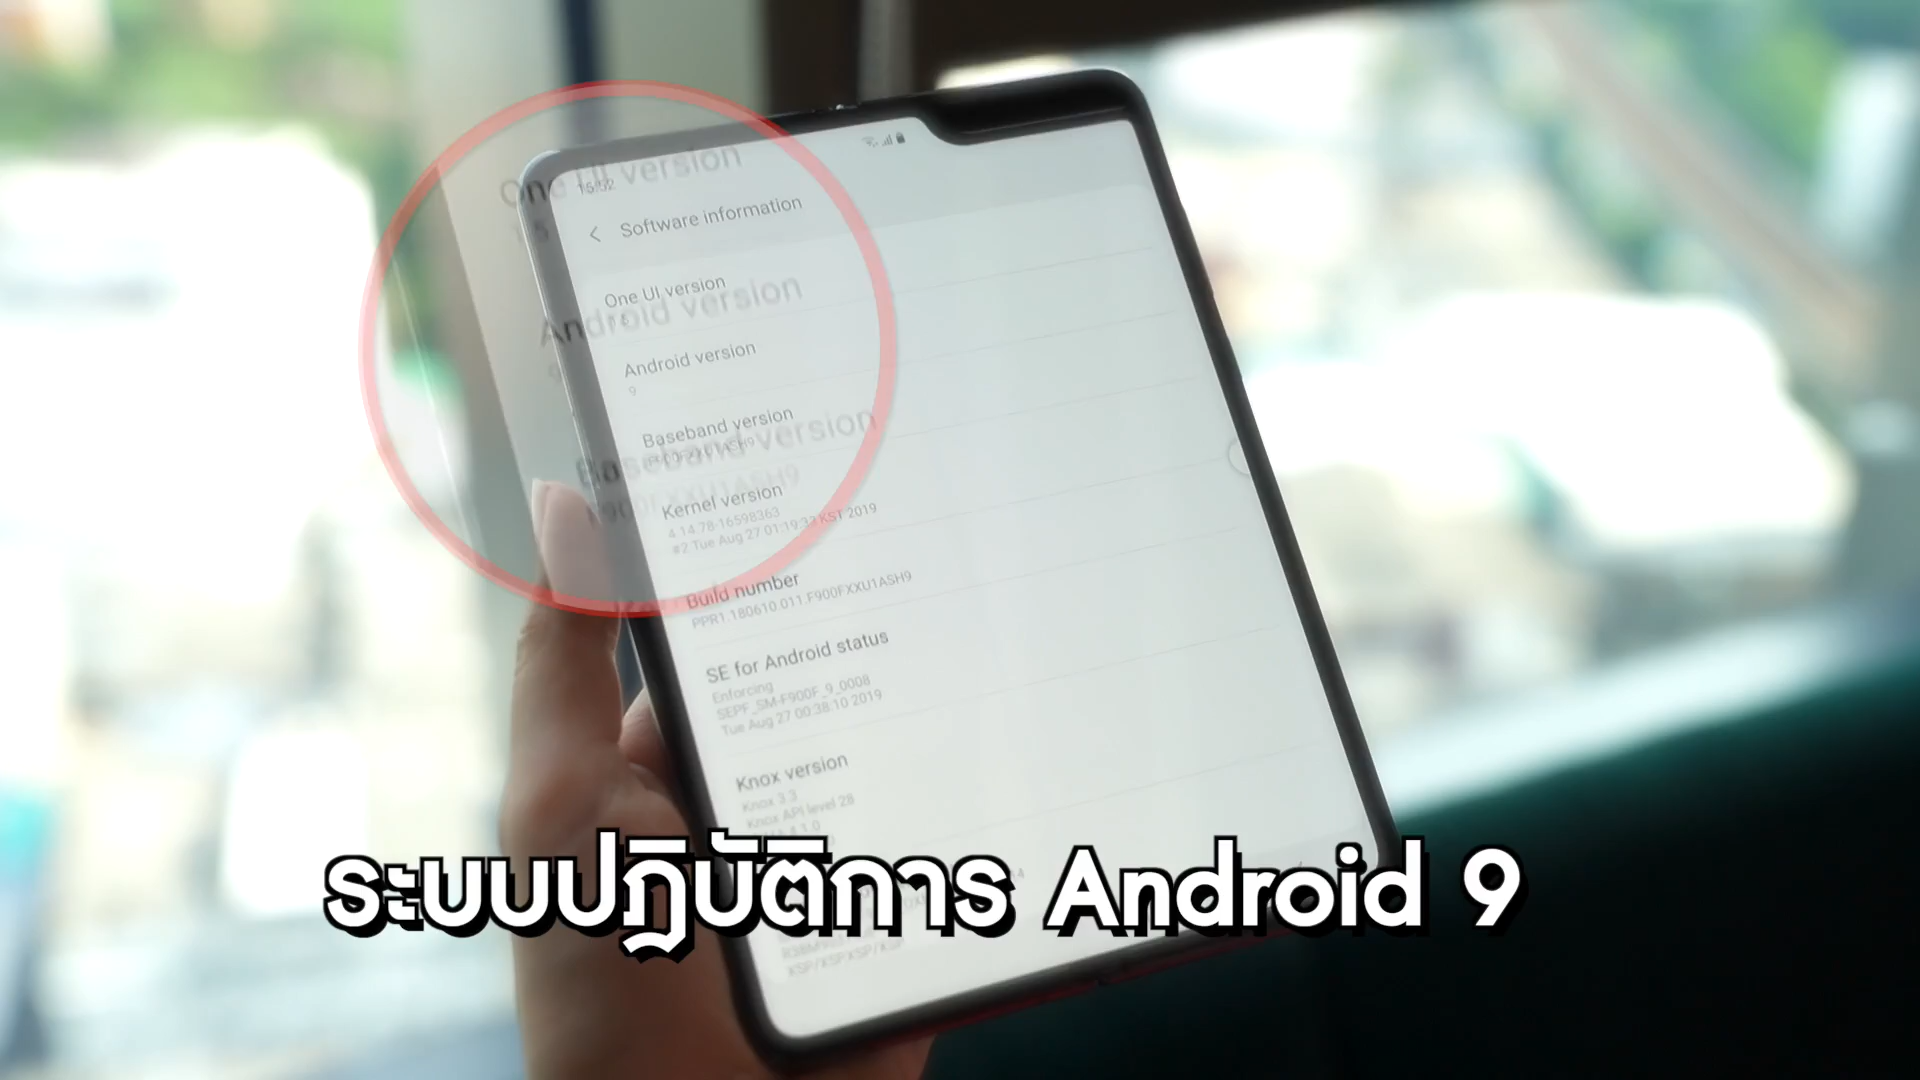 One UI version
15:52
Software information
One UI version
1.5
Android version
Android version
9
Baseband version
F900FXXU1ASH9
Baseband version
F900FXXU1ASH9
Kernel version
4.14.78-16598363
#2 Tue Aug 27 01:19:33 KST 2019
Build number
PPR1.180610.011.F900FXXU1ASH9
SE for Android status
Enforcing
SEPF_SM-F900F_9_0008
Tue Aug 27 00:38:10 2019
Knox version
Knox 3.3
Knox API level 28
ระบบปฏิบัติการ Android 9